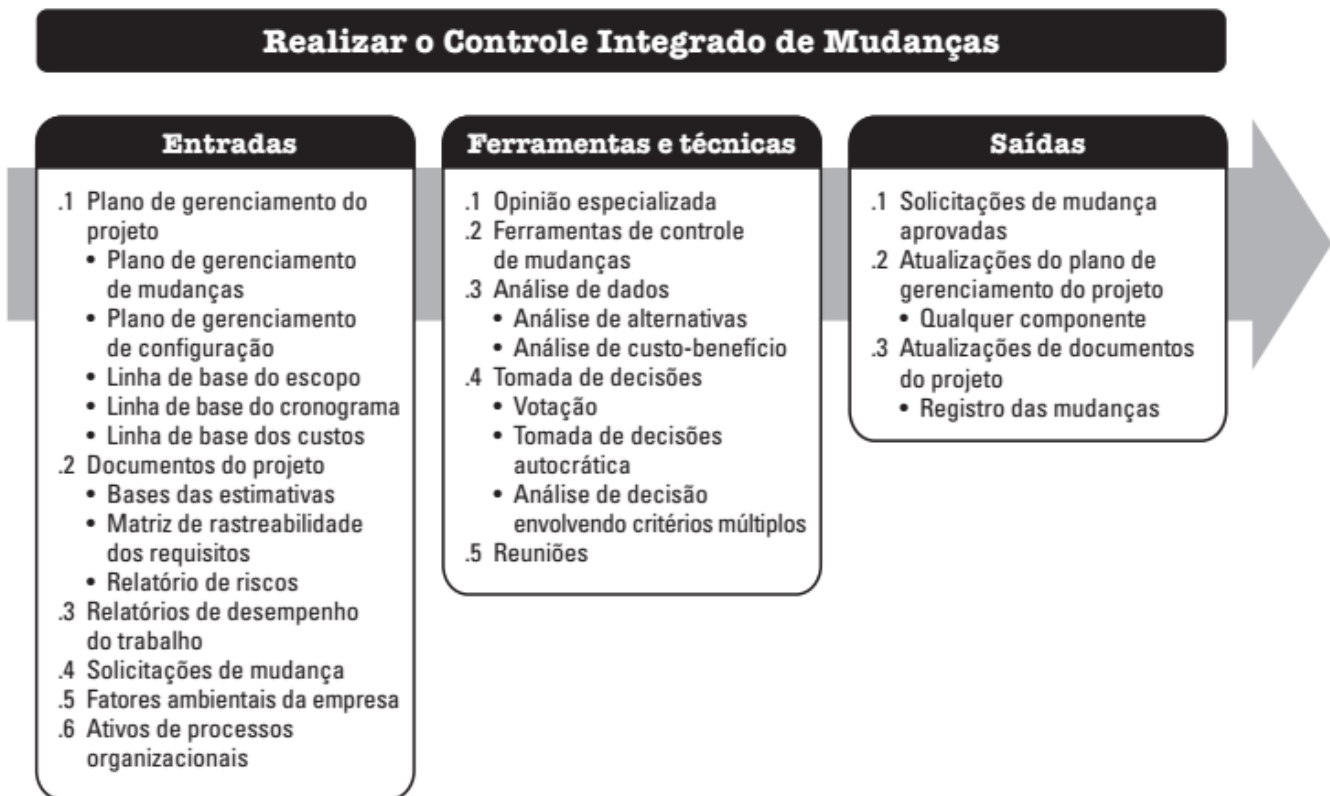 Realizar o Controle Integrado de Mudanças
Entradas
.1 Plano de gerenciamento do
projeto
• Plano de gerenciamento
de mudanças
• Plano de gerenciamento
de configuração
• Linha de base do escopo
• Linha de base do cronograma
• Linha de base dos custos
.2 Documentos do projeto
• Bases das estimativas
• Matriz de rastreabilidade
dos requisitos
• Relatório de riscos
.3 Relatórios de desempenho
do trabalho
.4 Solicitações de mudança
.5 Fatores ambientais da empresa
.6 Ativos de processos
organizacionais
Ferramentas e técnicas
.1 Opinião especializada
.2 Ferramentas de controle
de mudanças
.3 Análise de dados
• Análise de alternativas
• Análise de custo-benefício
.4 Tomada de decisões
• Votação
• Tomada de decisões
autocrática
• Análise de decisão
envolvendo critérios múltiplos
.5 Reuniões
Saídas
.1 Solicitações de mudança
aprovadas
.2 Atualizações do plano de
gerenciamento do projeto
• Qualquer componente
.3 Atualizações de documentos
do projeto
• Registro das mudanças